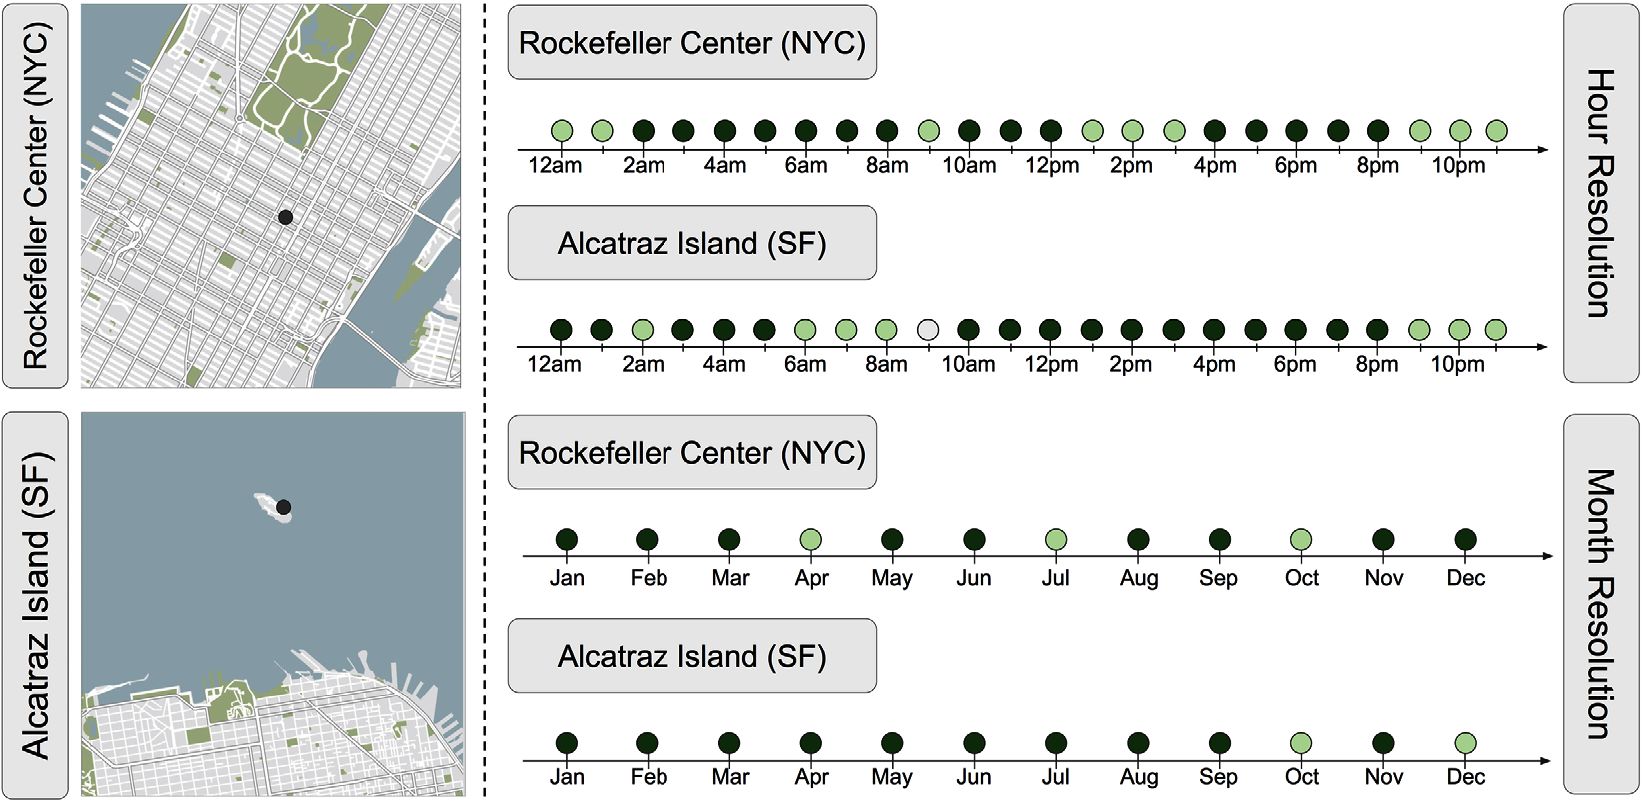 Rockefeller Center (NYC)
Alcatraz Island (SF)
Rockefeller Center (NYC)
12am 2am 4am 6am 8am 10am 12pm 2pm 4pm 6pm 8pm 10pm
Alcatraz Island (SF)
12am 2am 4am 6am 8am 10am 12pm 2pm 4pm 6pm 8pm 10pm
Rockefeller Center (NYC)
Jan Feb Mar Apr May Jun Jul Aug Sep Oct Nov Dec
Alcatraz Island (SF)
Jan Feb Mar Apr May Jun Jul Aug Sep Oct Nov Dec
Hour Resolution
Month Resolution